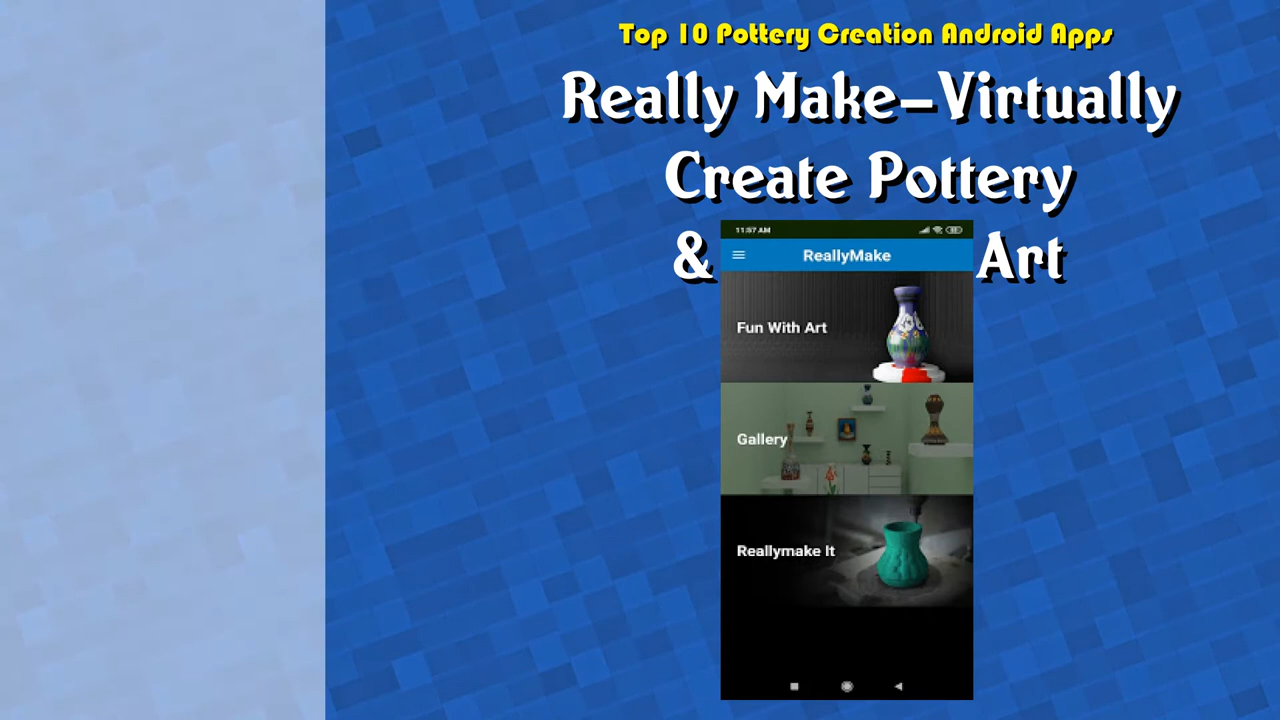 Top 10 Pottery Creation Android Apps
Really Make-Virtually
Create Pottery
& Art
11:57 AM
ReallyMake
Fun With Art
Gallery
Reallymake It